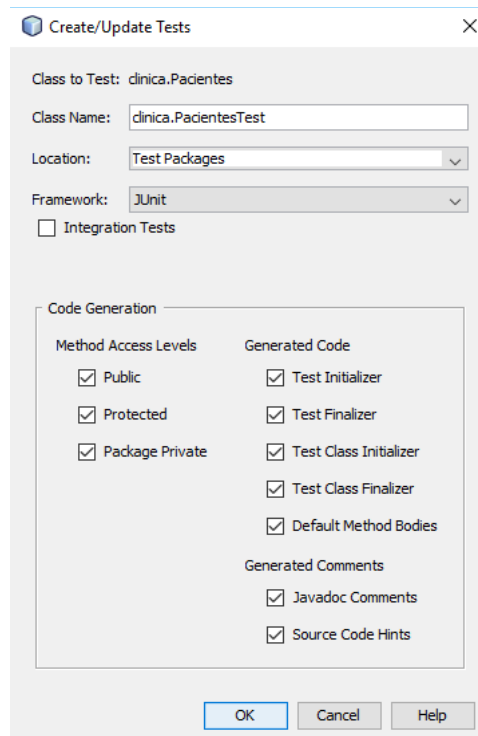 Create/Update Tests
Class to Test: clinica.Pacientes
Class Name: clinica.PacientesTest
Location: Test Packages
Framework: JUnit
Integration Tests
Code Generation
Method Access Levels
Public
Protected
Package Private
Generated Code
Test Initializer
Test Finalizer
Test Class Initializer
Test Class Finalizer
Default Method Bodies
Generated Comments
Javadoc Comments
Source Code Hints
OK Cancel Help